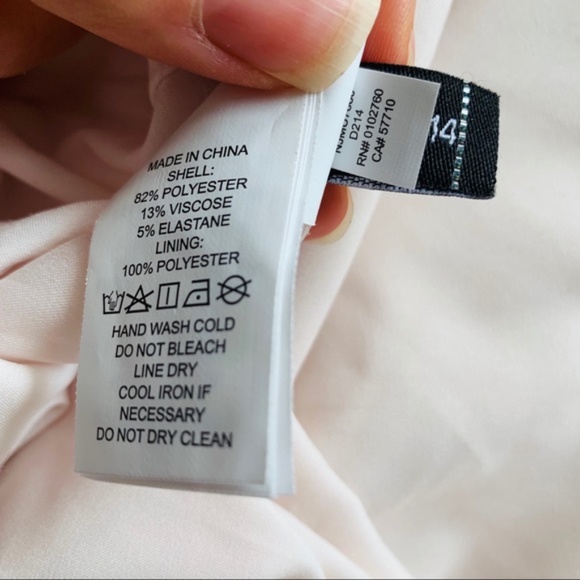 MADE IN CHINA
SHELL:
82% POLYESTER
13% VISCOSE
5% ELASTANE
LINING:
100% POLYESTER
HAND WASH COLD
DO NOT BLEACH
LINE DRY
COOL IRON IF
NECESSARY
DO NOT DRY CLEAN
D214
RN# 0102760
CA# 57710